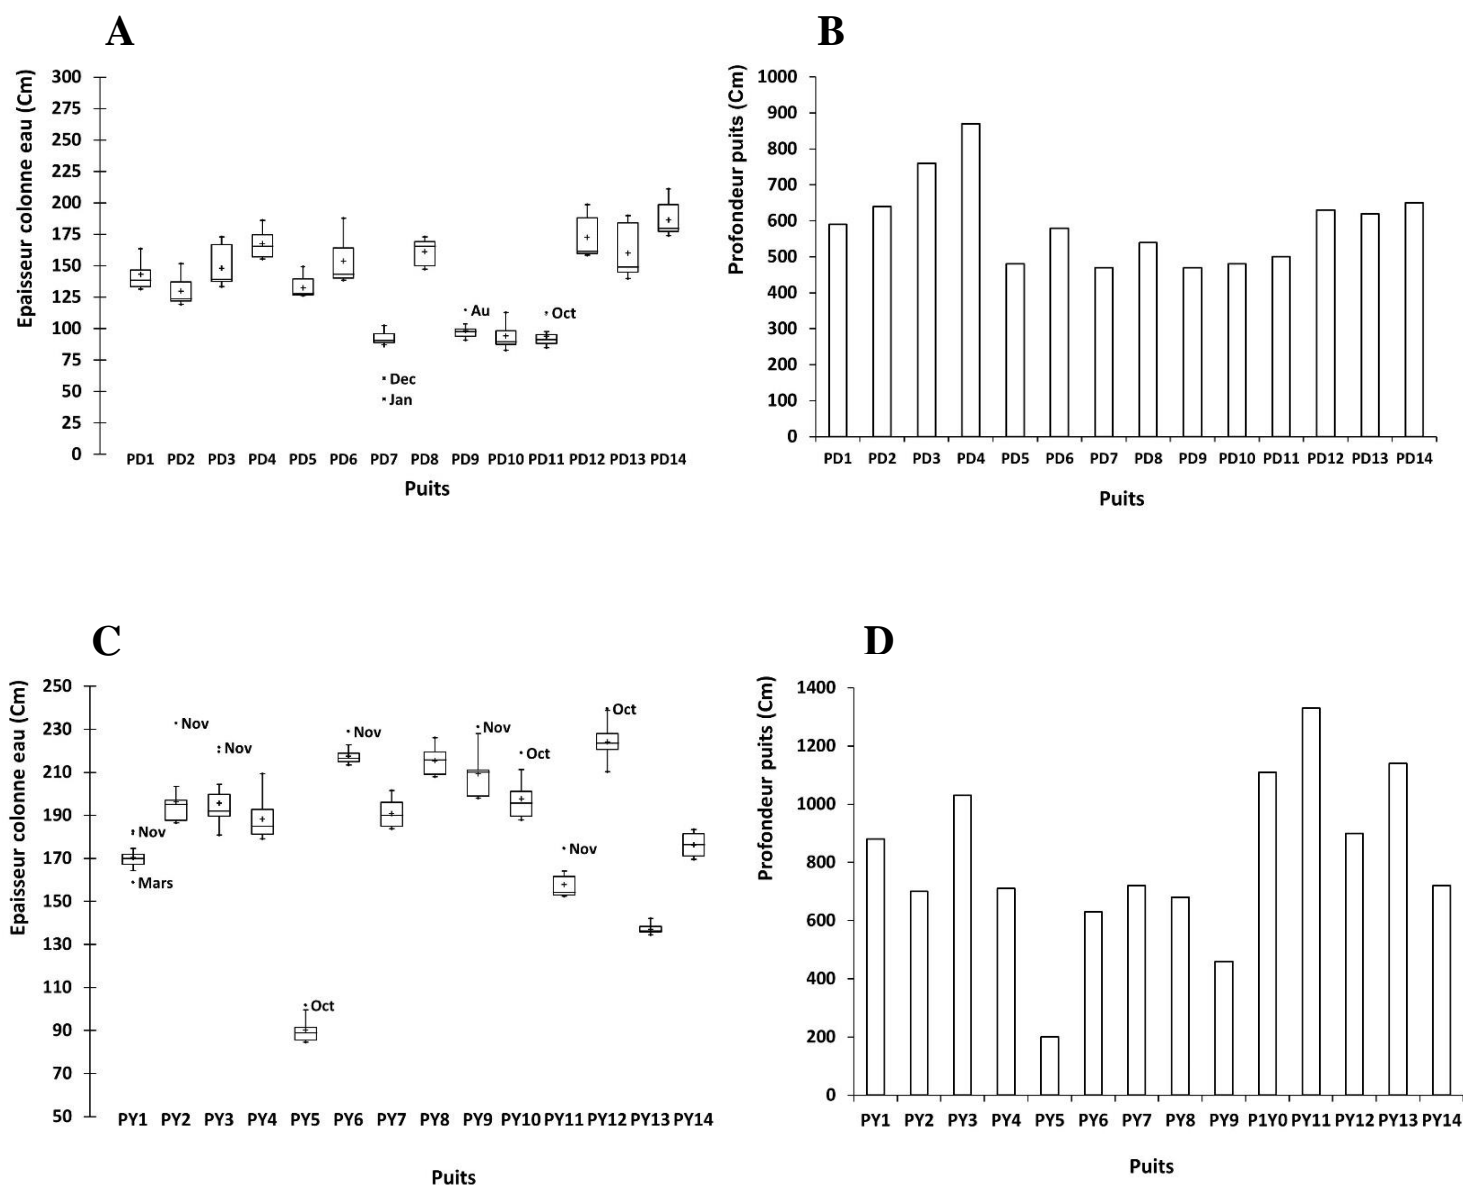 A
Epaisseur colonne eau (Cm)
300
275
250
225
200
175
150
125
100
75
50
25
0
Au
Oct
Dec
Jan
PD1 PD2 PD3 PD4 PD5 PD6 PD7 PD8 PD9 PD10 PD11 PD12 PD13 PD14
Puits
B
Profondeur puits (Cm)
1000
900
800
700
600
500
400
300
200
100
0
PD1 PD2 PD3 PD4 PD5 PD6 PD7 PD8 PD9 PD10 PD11 PD12 PD13 PD14
Puits
C
Epaisseur colonne eau (Cm)
250
230
210
190
170
150
130
110
90
70
50
Nov
Mars
Nov
Nov
Oct
Nov
Nov
Oct
Nov
Oct
PY1 PY2 PY3 PY4 PY5 PY6 PY7 PY8 PY9 PY10 PY11 PY12 PY13 PY14
Puits
D
Profondeur puits (Cm)
1400
1200
1000
800
600
400
200
0
PY1 PY2 PY3 PY4 PY5 PY6 PY7 PY8 PY9 P1Y0 PY11 PY12 PY13 PY14
Puits